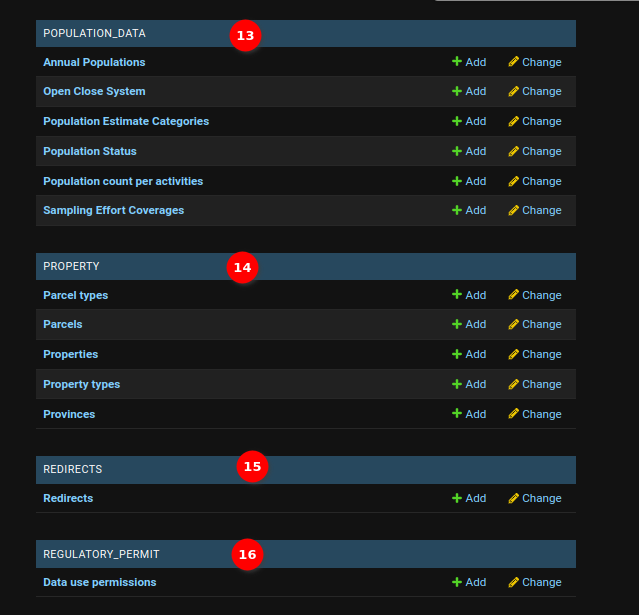 POPULATION_DATA 13
Annual Populations Add Change
Open Close System Add Change
Population Estimate Categories Add Change
Population Status Add Change
Population count per activities Add Change
Sampling Effort Coverages Add Change
PROPERTY 14
Parcel types Add Change
Parcels Add Change
Properties Add Change
Property types Add Change
Provinces Add Change
REDIRECTS 15
Redirects Add Change
REGULATORY_PERMIT 16
Data use permissions Add Change